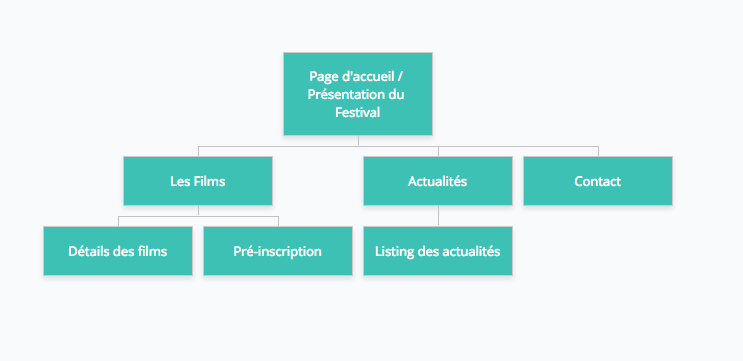 Page d'accueil /
Présentation du
Festival
Les Films
Actualités
Contact
Détails des films
Pré-inscription
Listing des actualités